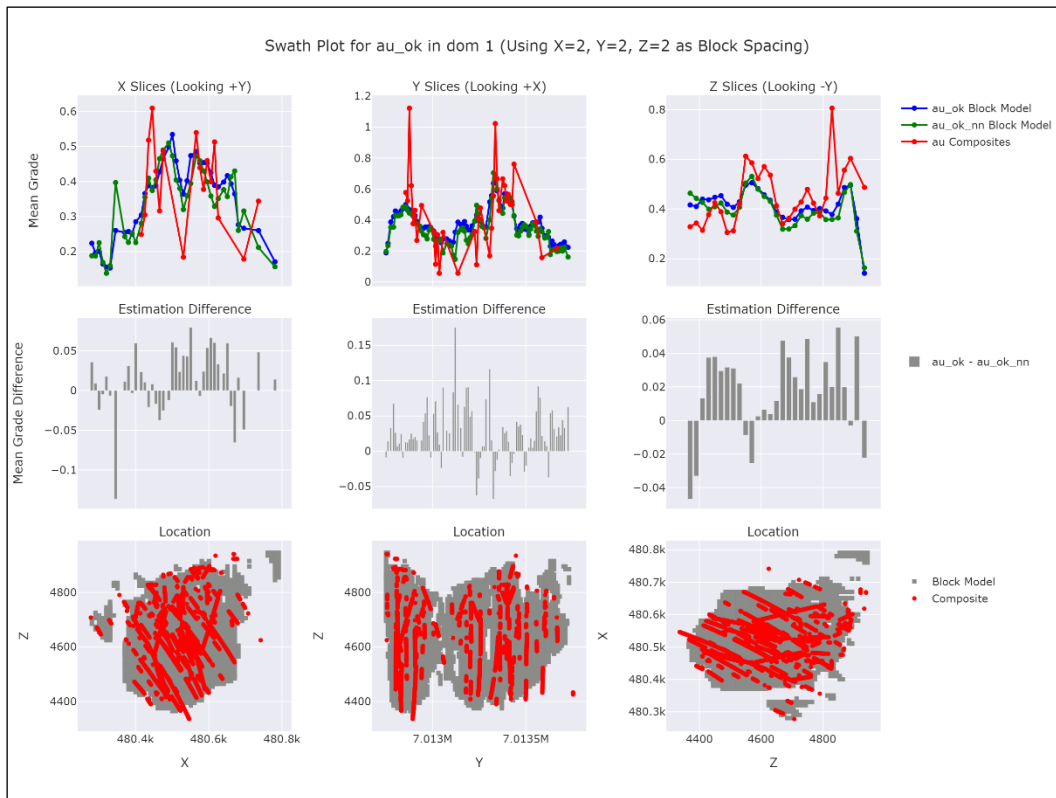 Swath Plot for au_ok in dom 1 (Using X=2, Y=2, Z=2 as Block Spacing)
X Slices (Looking +Y)
Y Slices (Looking +X)
Z Slices (Looking -Y)
Mean Grade
0.6
0.5
0.4
0.3
0.2
1.2
1
0.8
0.6
0.4
0.2
0
0.8
0.6
0.4
0.2
au_ok Block Model
au_ok_nn Block Model
au Composites
Estimation Difference
Estimation Difference
Estimation Difference
Mean Grade Difference
0.05
0
−0.05
−0.1
0.15
0.1
0.05
0
−0.05
0.06
0.04
0.02
0
−0.02
−0.04
au_ok - au_ok_nn
Location
Location
Location
Z
4800
4600
4400
480.4k
480.6k
480.8k
X
Z
4800
4600
4400
7.013M
7.0135M
Y
X
480.8k
480.7k
480.6k
480.5k
480.4k
480.3k
4400
4600
4800
Z
Block Model
Composite